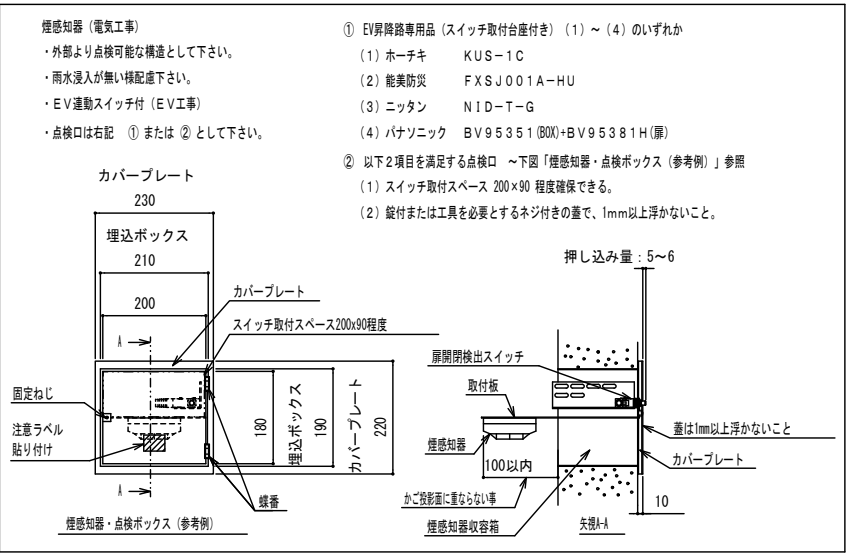 煙感知器（電気工事）
・外部より点検可能な構造として下さい。
・雨水浸入が無い様配慮下さい。
・ＥＶ連動スイッチ付（ＥＶ工事）
・点検口は右記　①　または　②　として下さい。
①　EV昇降路専用品（スイッチ取付台座付き）（１）～（４）のいずれか
（１）ホーチキ　ＫＵＳ－１Ｃ
（２）能美防災　ＦＸＳＪ００１Ａ－ＨＵ
（３）ニッタン　ＮＩＤ－Ｔ－Ｇ
（４）パナソニック　ＢＶ９５３５１(BOX)+ＢＶ９５３８１Ｈ(扉)
②　以下２項目を満足する点検口　～下図「煙感知器・点検ボックス（参考例）」参照
（１）スイッチ取付スペース　200×90　程度確保できる。
（２）錠付または工具を必要とするネジ付きの蓋で、1mm以上浮かないこと。
カバープレート
230
埋込ボックス
210
200
カバープレート
スイッチ取付スペース200x90程度
A
固定ねじ
注意ラベル
貼り付け
180
埋込ボックス
190
カバープレート
220
A
蝶番
煙感知器・点検ボックス（参考例）
押し込み量：5～6
扉開閉検出スイッチ
取付板
煙感知器
100以内
蓋は1mm以上浮かないこと
カバープレート
かご投影面に重ならない事
10
煙感知器収容箱
矢視A-A